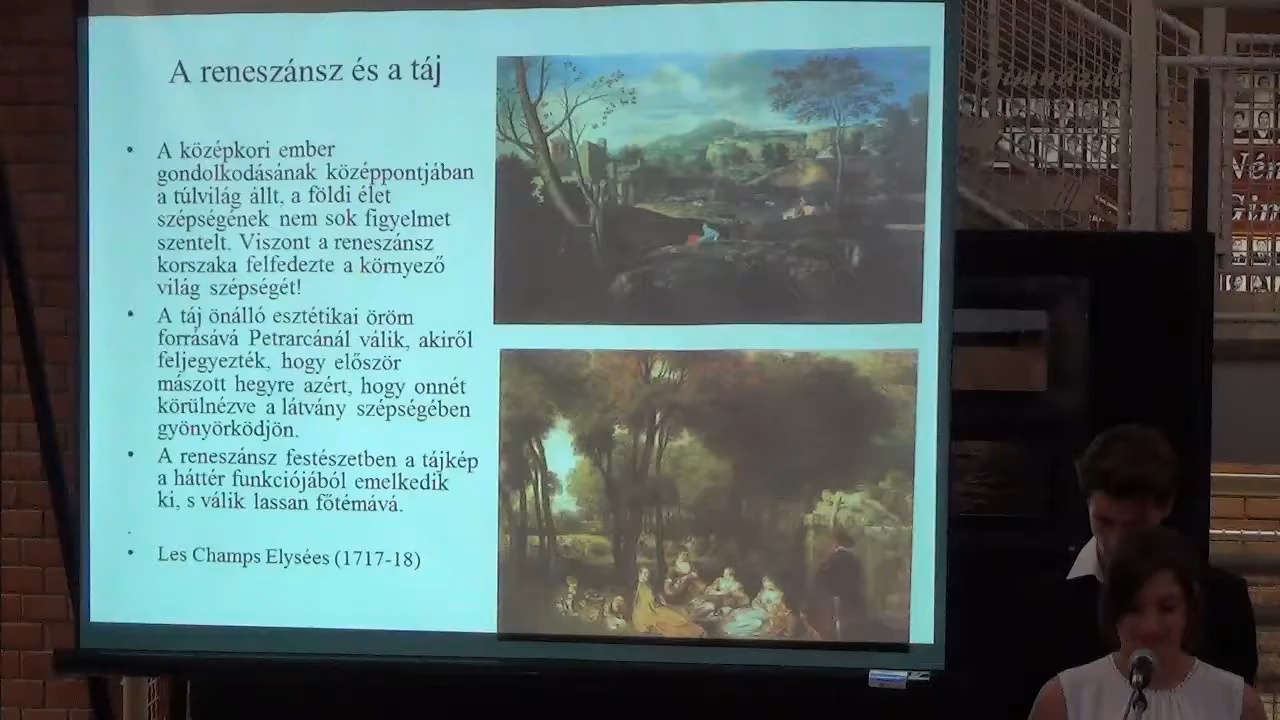 A reneszánsz és a táj
• A középkori ember
gondolkodásának középpontjában
a túlvilág állt, a földi élet
szépségének nem sok figyelmet
szentelt. Viszont a reneszánsz
korszaka felfedezte a környező
világ szépségét!
• A táj önálló esztétikai öröm
forrásává Petrarcánál válik, akiről
feljegyezték, hogy először
mászott hegyre azért, hogy onnét
körülnézve a látvány szépségében
gyönyörködjön.
• A reneszánsz festészetben a tájkép
a háttér funkciójából emelkedik
ki, s válik lassan főtémává.
.
• Les Champs Elysées (1717-18)